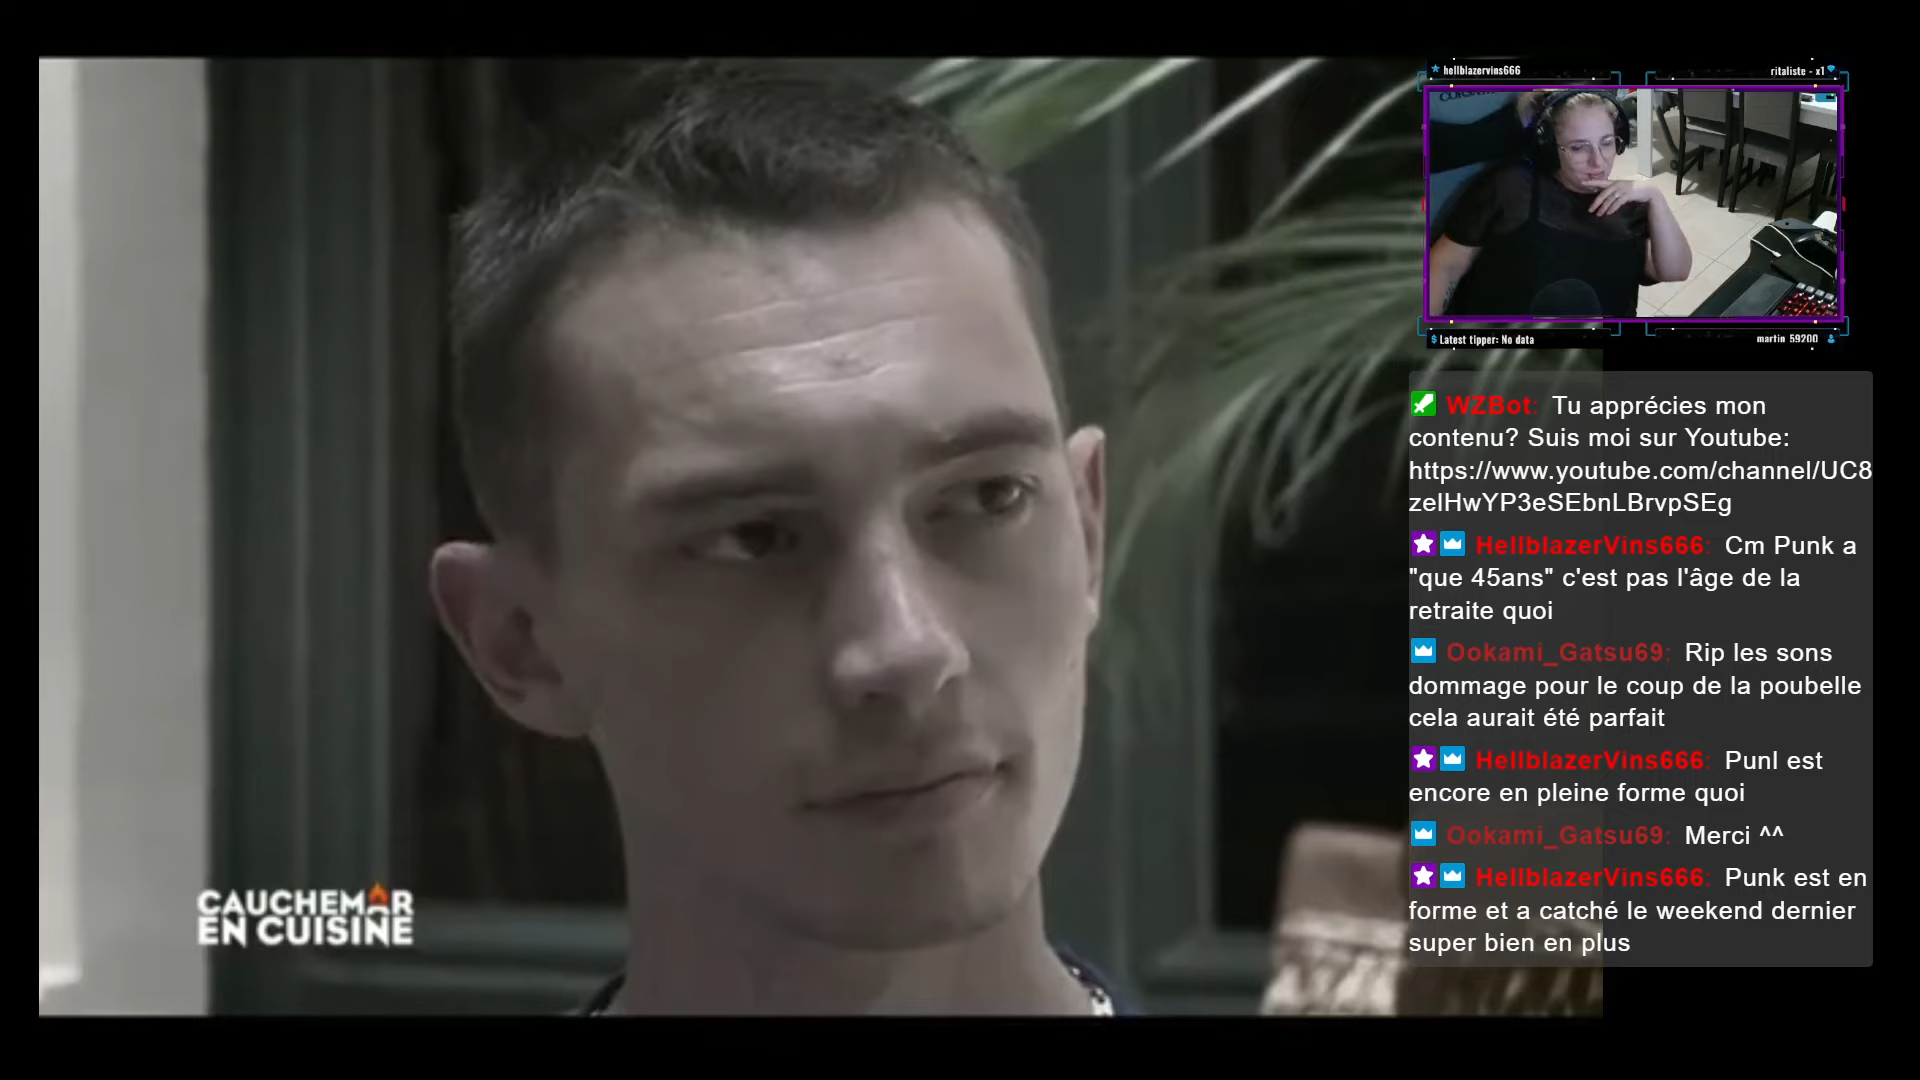 hellblazervins666
ritaliste - x1
Latest tipper: No data
martin_59200
WZBot: Tu apprécies mon
contenu? Suis moi sur Youtube:
https://www.youtube.com/channel/UC8
zelHwYP3eSEbnLBrvpSEg
HellblazerVins666: Cm Punk a
"que 45ans" c'est pas l'âge de la
retraite quoi
Ookami_Gatsu69: Rip les sons
dommage pour le coup de la poubelle
cela aurait été parfait
HellblazerVins666: Punl est
encore en pleine forme quoi
Ookami_Gatsu69: Merci ^^
HellblazerVins666: Punk est en
forme et a catché le weekend dernier
super bien en plus
CAUCHEMAR
EN CUISINE